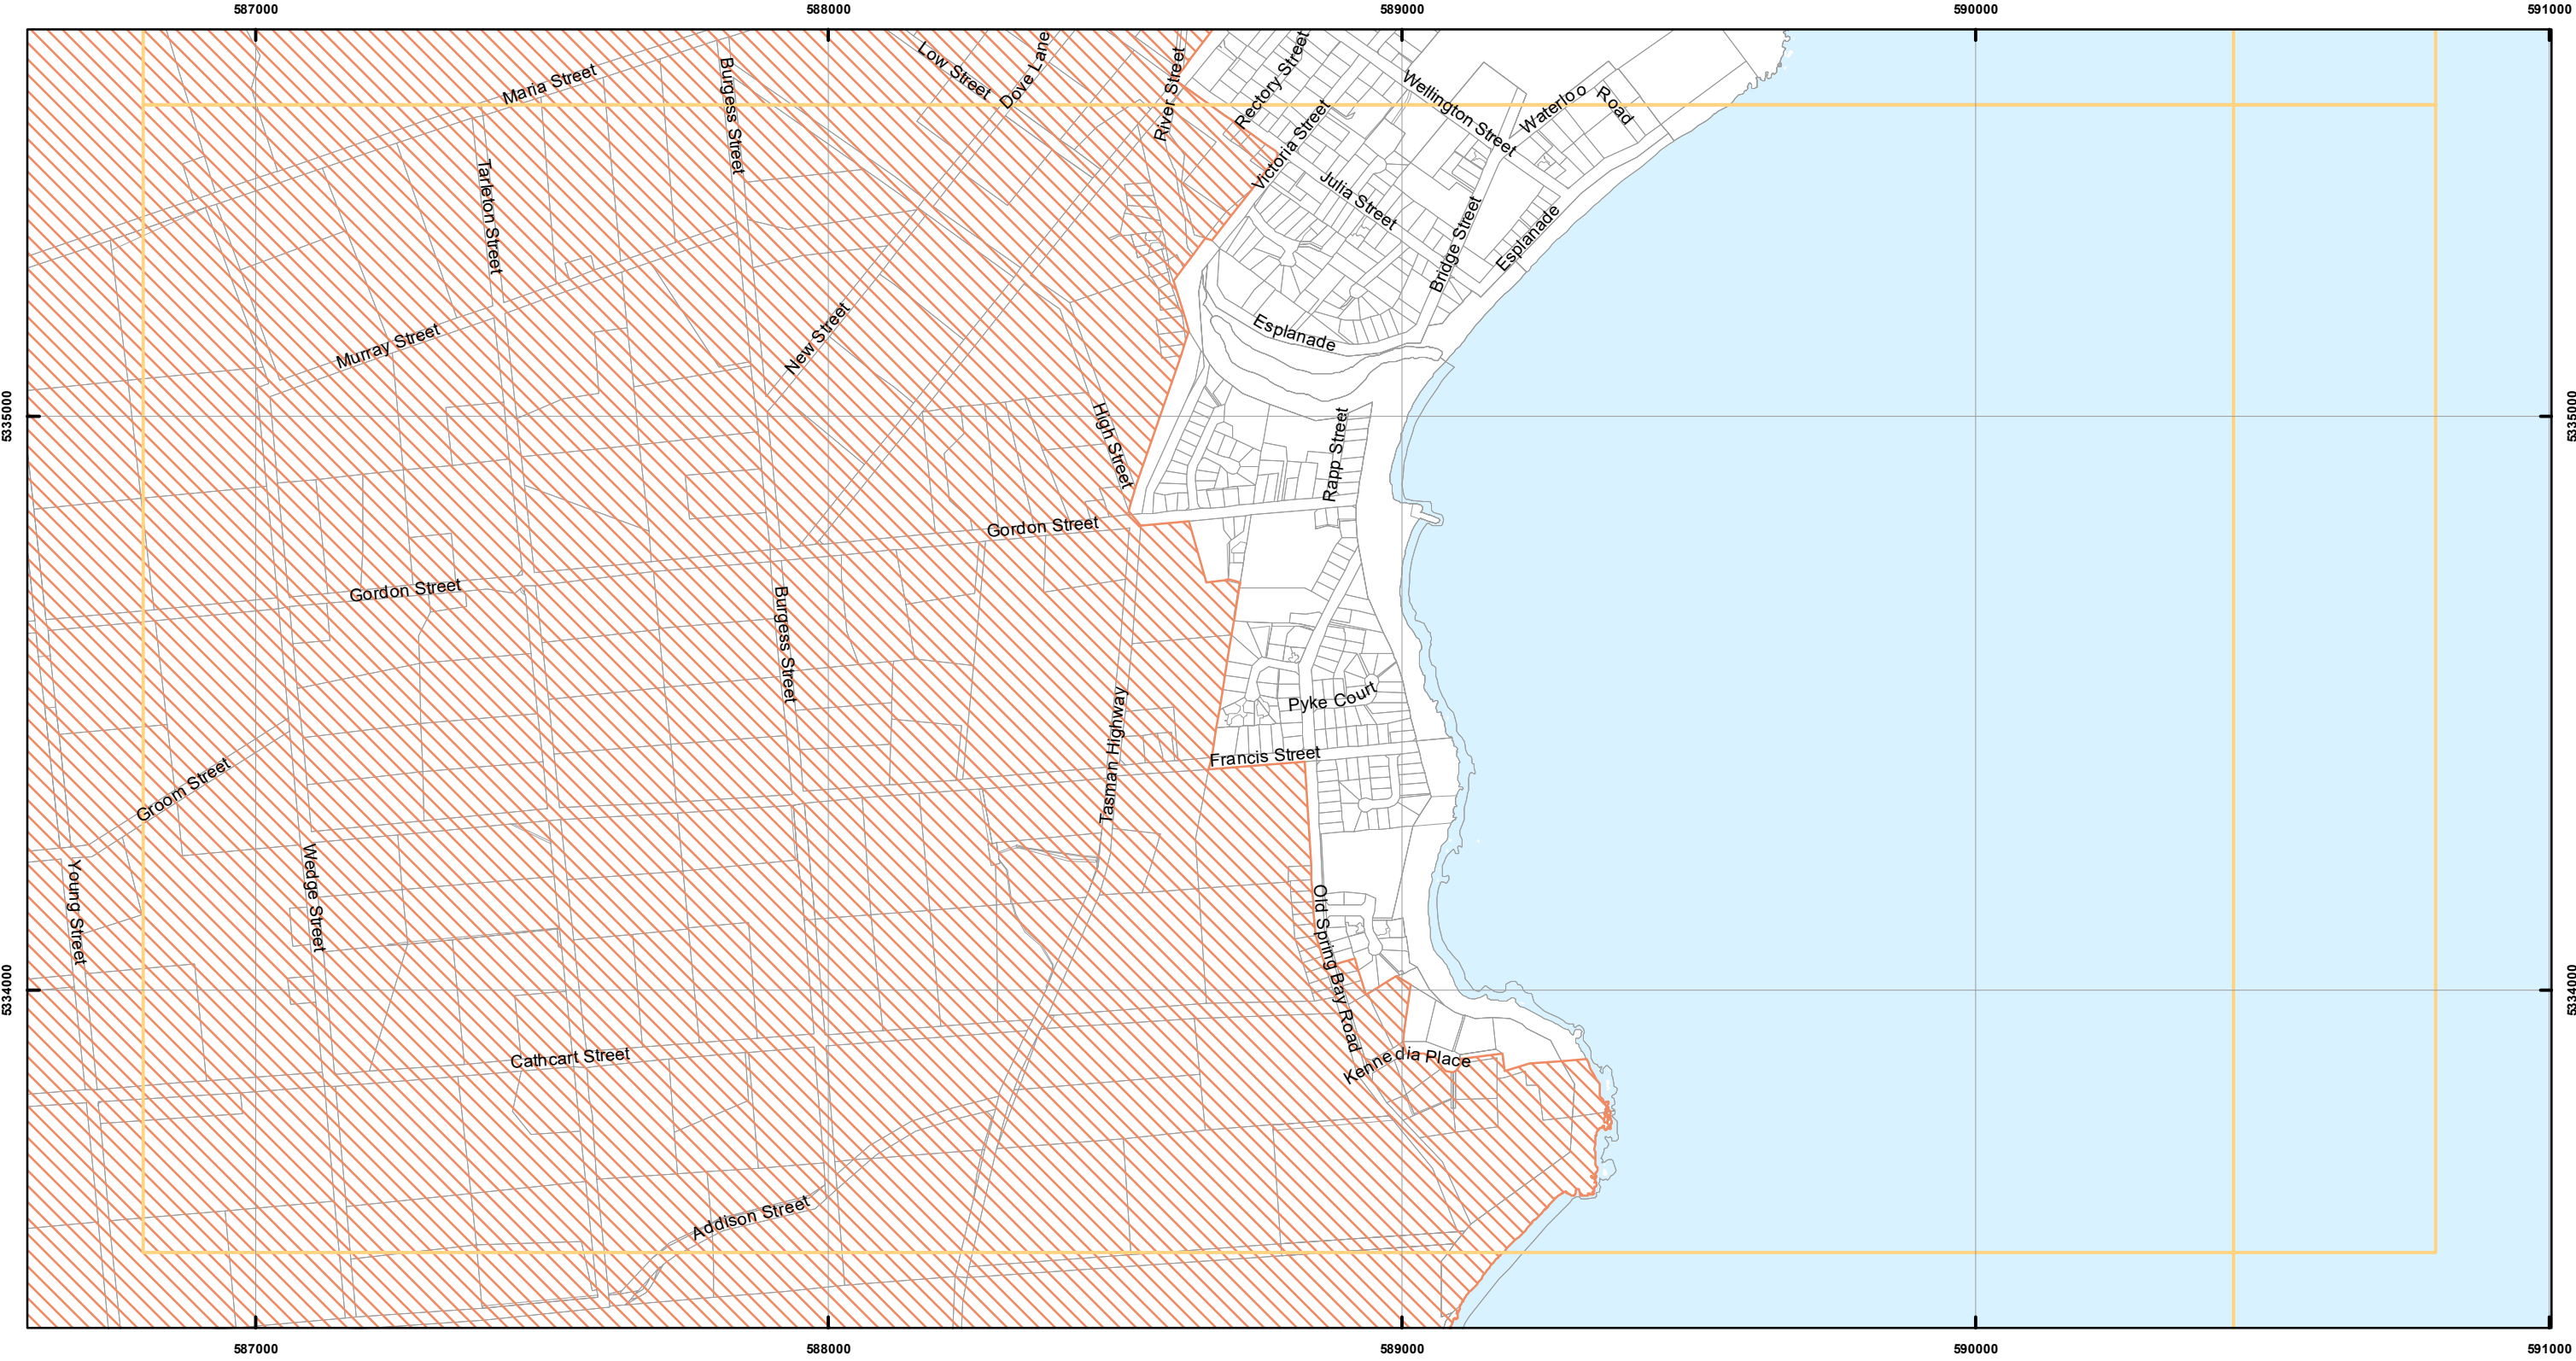 587000
588000
589000
590000
591000
Maria Street
Burgess Street
Low Street
Dove Lane
River Street
Rectory Street
Victoria Street
Wellington Street
Waterloo Road
Tarleton Street
Julia Street
Bridge Street
Esplanade
Murray Street
New Street
Esplanade
5335000
5335000
High Street
Rapp Street
Gordon Street
Gordon Street
Burgess Street
Pyke Court
Tasman Highway
Francis Street
Groom Street
Young Street
Wedge Street
Old Spring Bay Road
5334000
5334000
Cathcart Street
Kennedia Place
Addison Street
587000
588000
589000
590000
591000